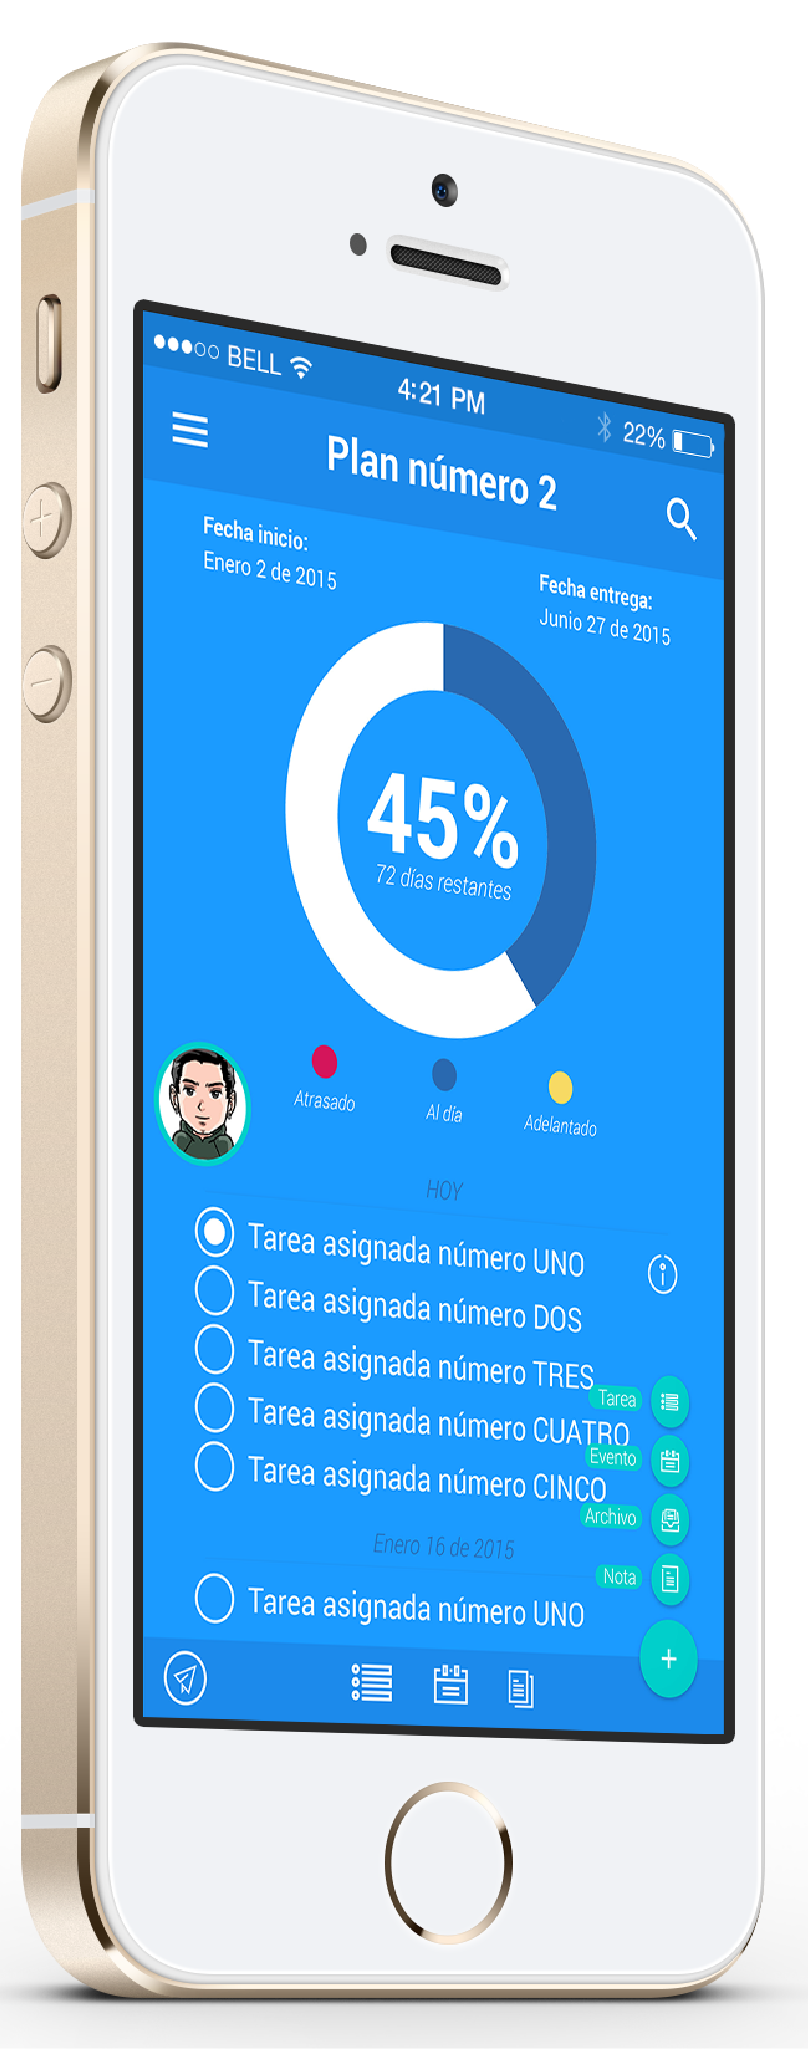 BELL 4:21 PM 22%
Plan número 2
Fecha inicio:
Enero 2 de 2015
Fecha entrega:
Junio 27 de 2015
45%
72 días restantes
Atrasado
Al día
Adelantado
HOY
Tarea asignada número UNO
Tarea asignada número DOS
Tarea asignada número TRES
Tarea
Tarea asignada número CUATRO
Evento
Tarea asignada número CINCO
Archivo
Enero 16 de 2015
Nota
Tarea asignada número UNO